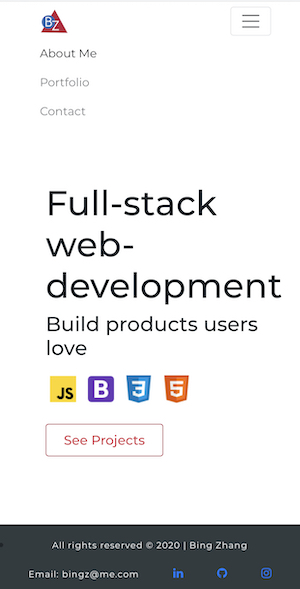 BZ
About Me
Portfolio
Contact
Full-stack
web-
development
Build products users
love
JS B 3 5
See Projects
All rights reserved © 2020 | Bing Zhang
Email: bingz@me.com in